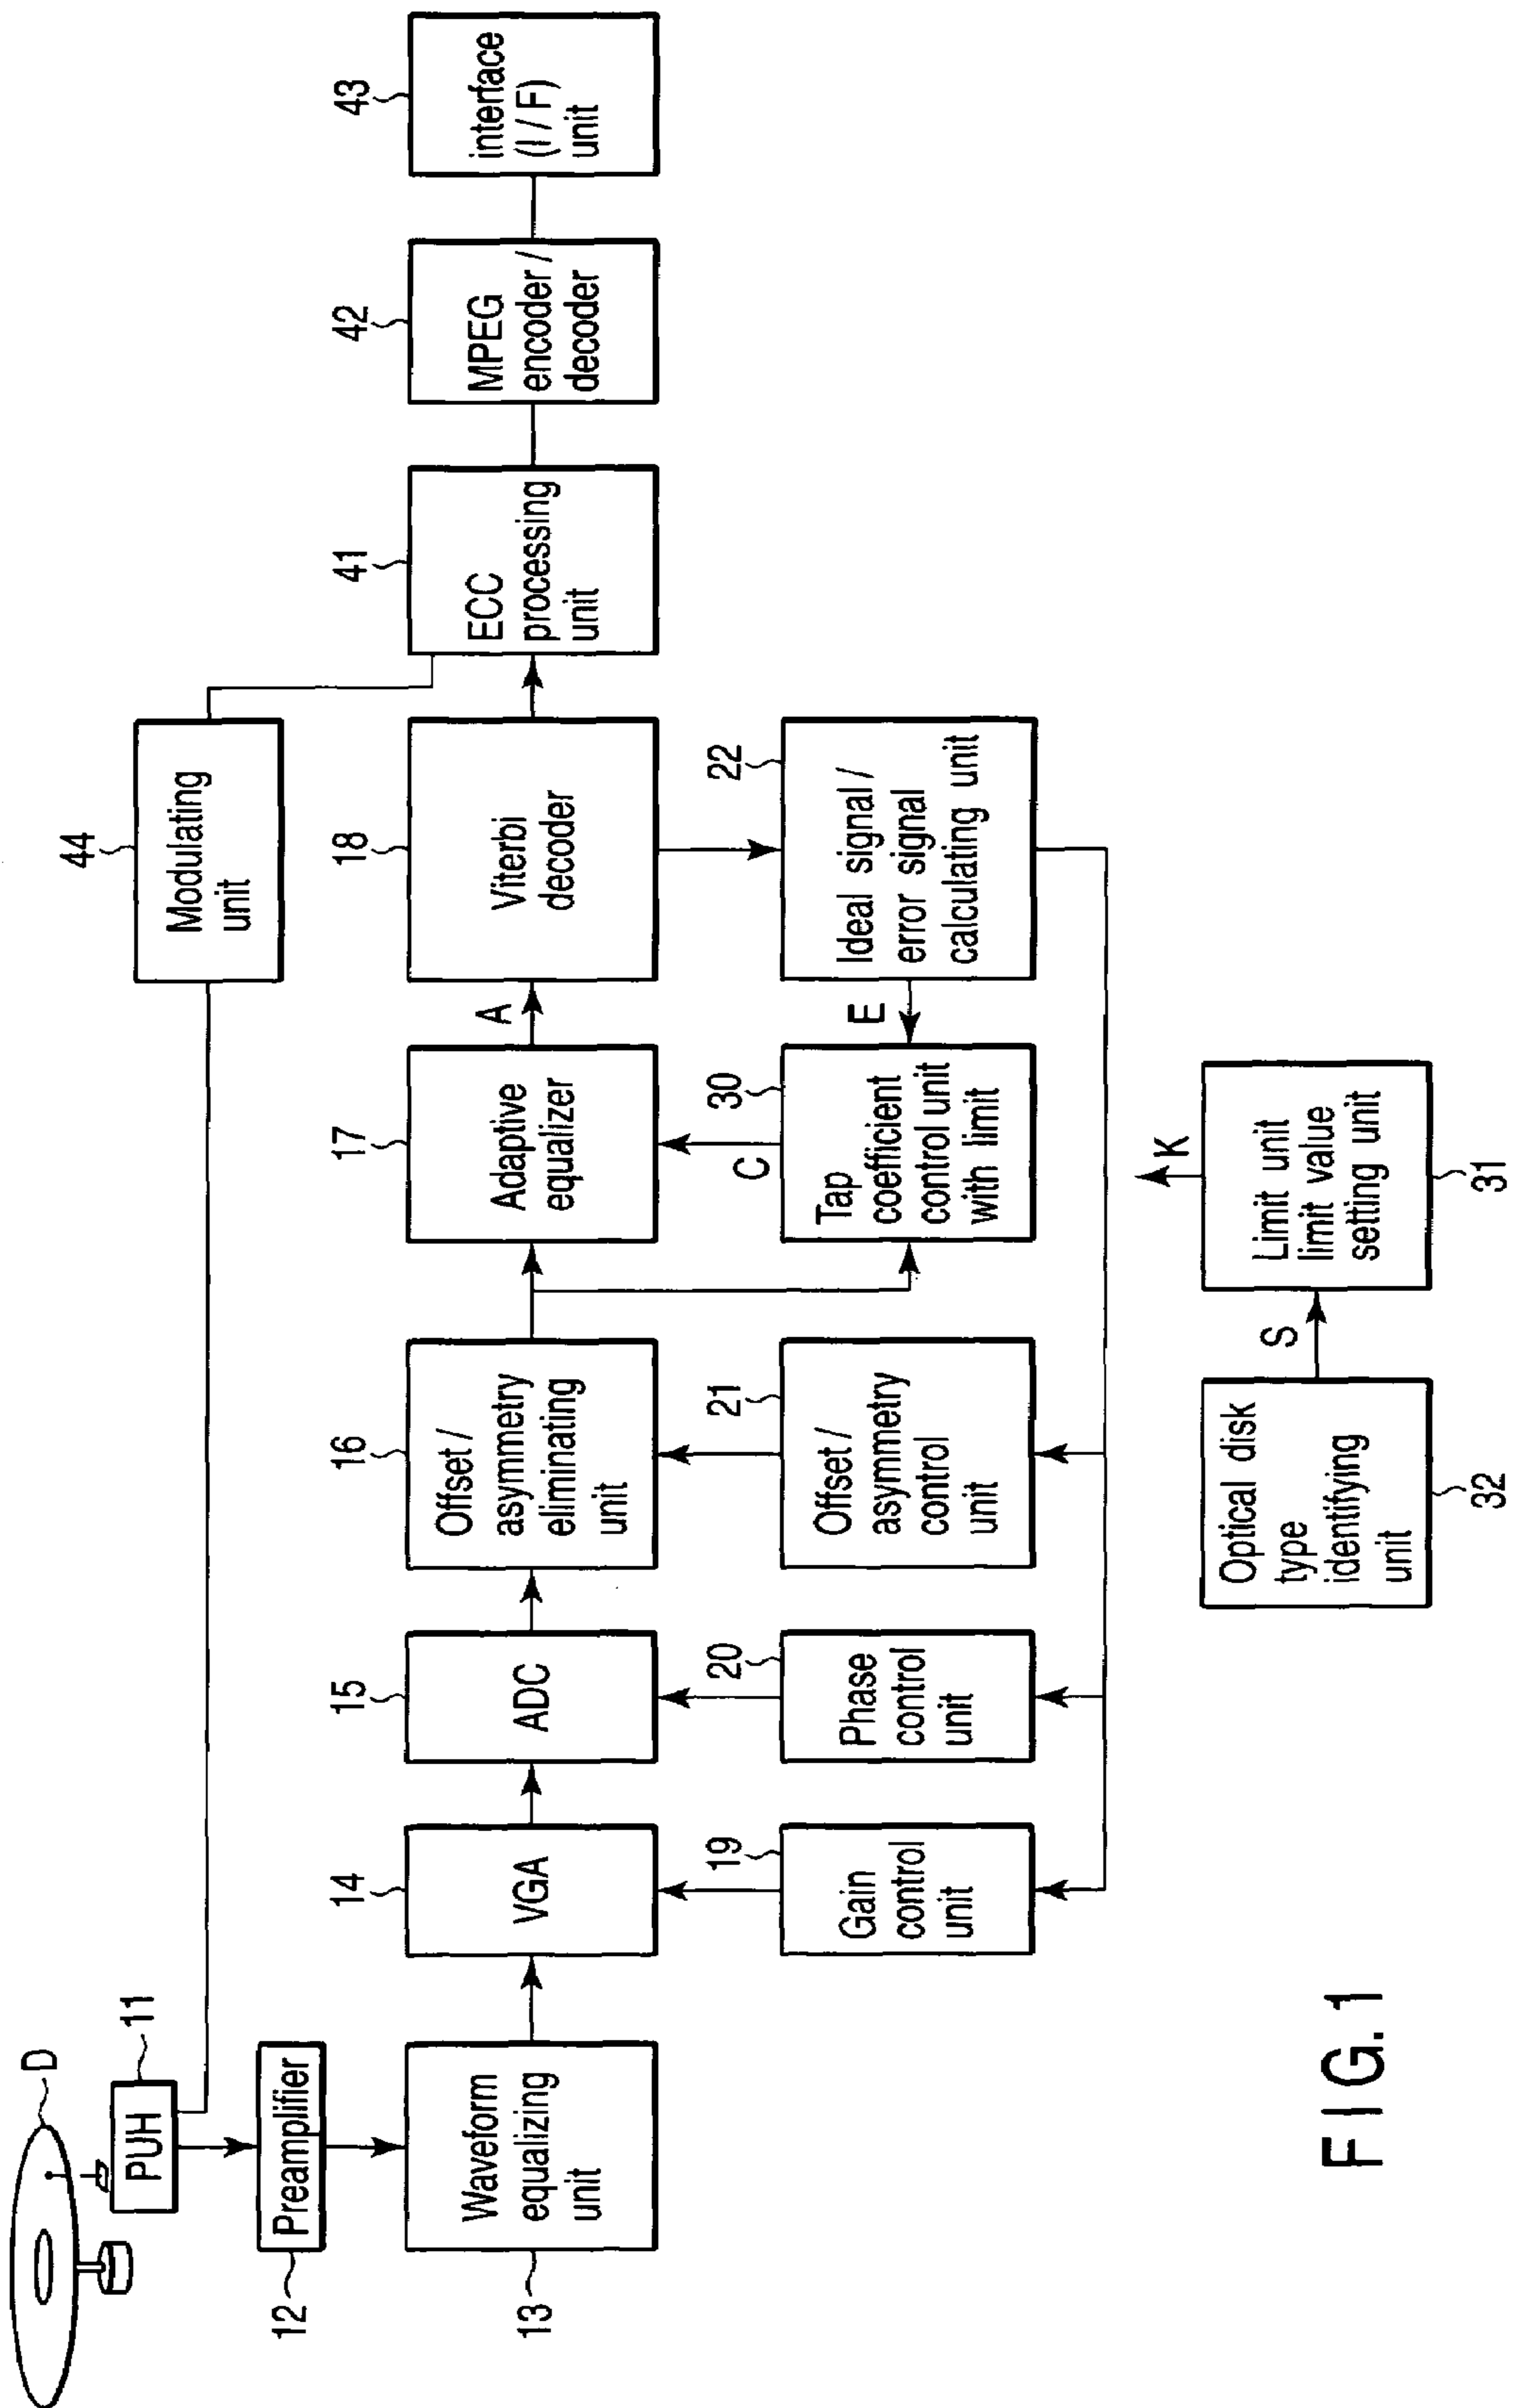 D
11
PUH
12
Preamplifier
44
Modulating
unit
13
Waveform
equalizing
unit
14
VGA
15
ADC
16
Offset /
asymmetry
eliminating
unit
17
Adaptive
equalizer
A
18
Viterbi
decoder
41
ECC
processing
unit
42
MPEG
encoder /
decoder
43
interface
(I / F)
unit
19
Gain
control
unit
20
Phase
control
unit
21
Offset /
asymmetry
control
unit
C
30
Tap
coefficient
control unit
with limit
E
22
Ideal signal /
error signal
calculating unit
32
Optical disk
type
identifying
unit
S
K
31
Limit unit
limit value
setting unit
FIG. 1